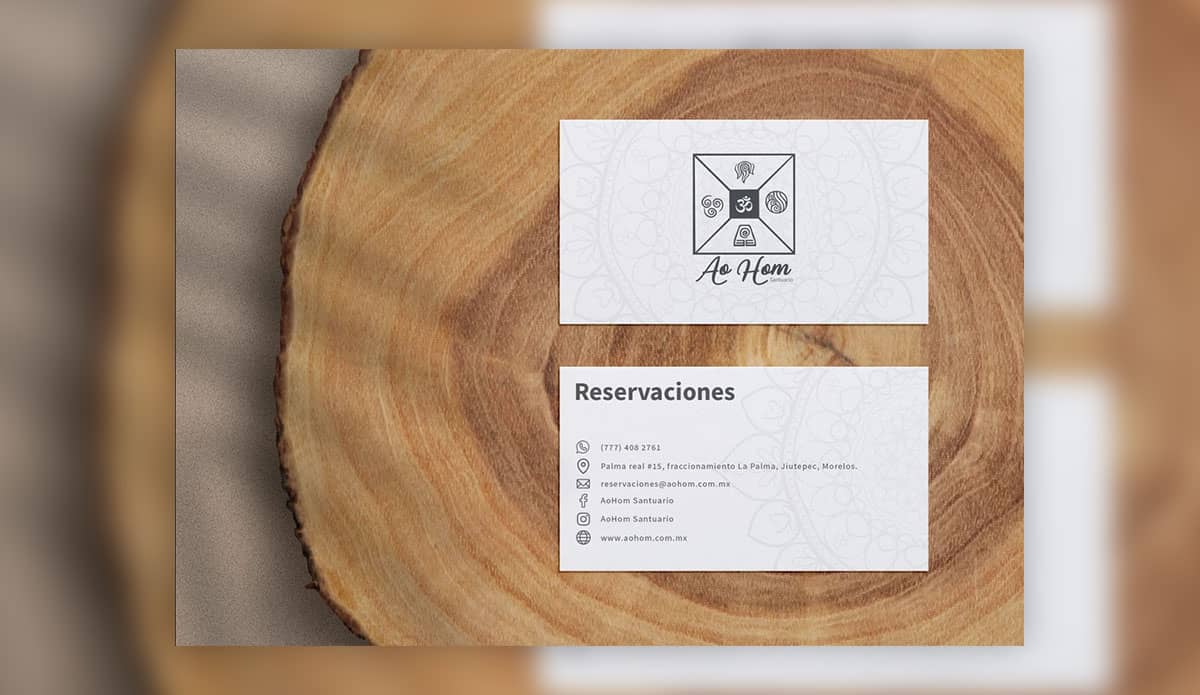 ॐ
Ao Hom
Santuario
Reservaciones
(777) 408 2761
Palma real #15, fraccionamiento La Palma, Jiutepec, Morelos.
reservaciones@aohom.com.mx
AoHom Santuario
AoHom Santuario
www.aohom.com.mx